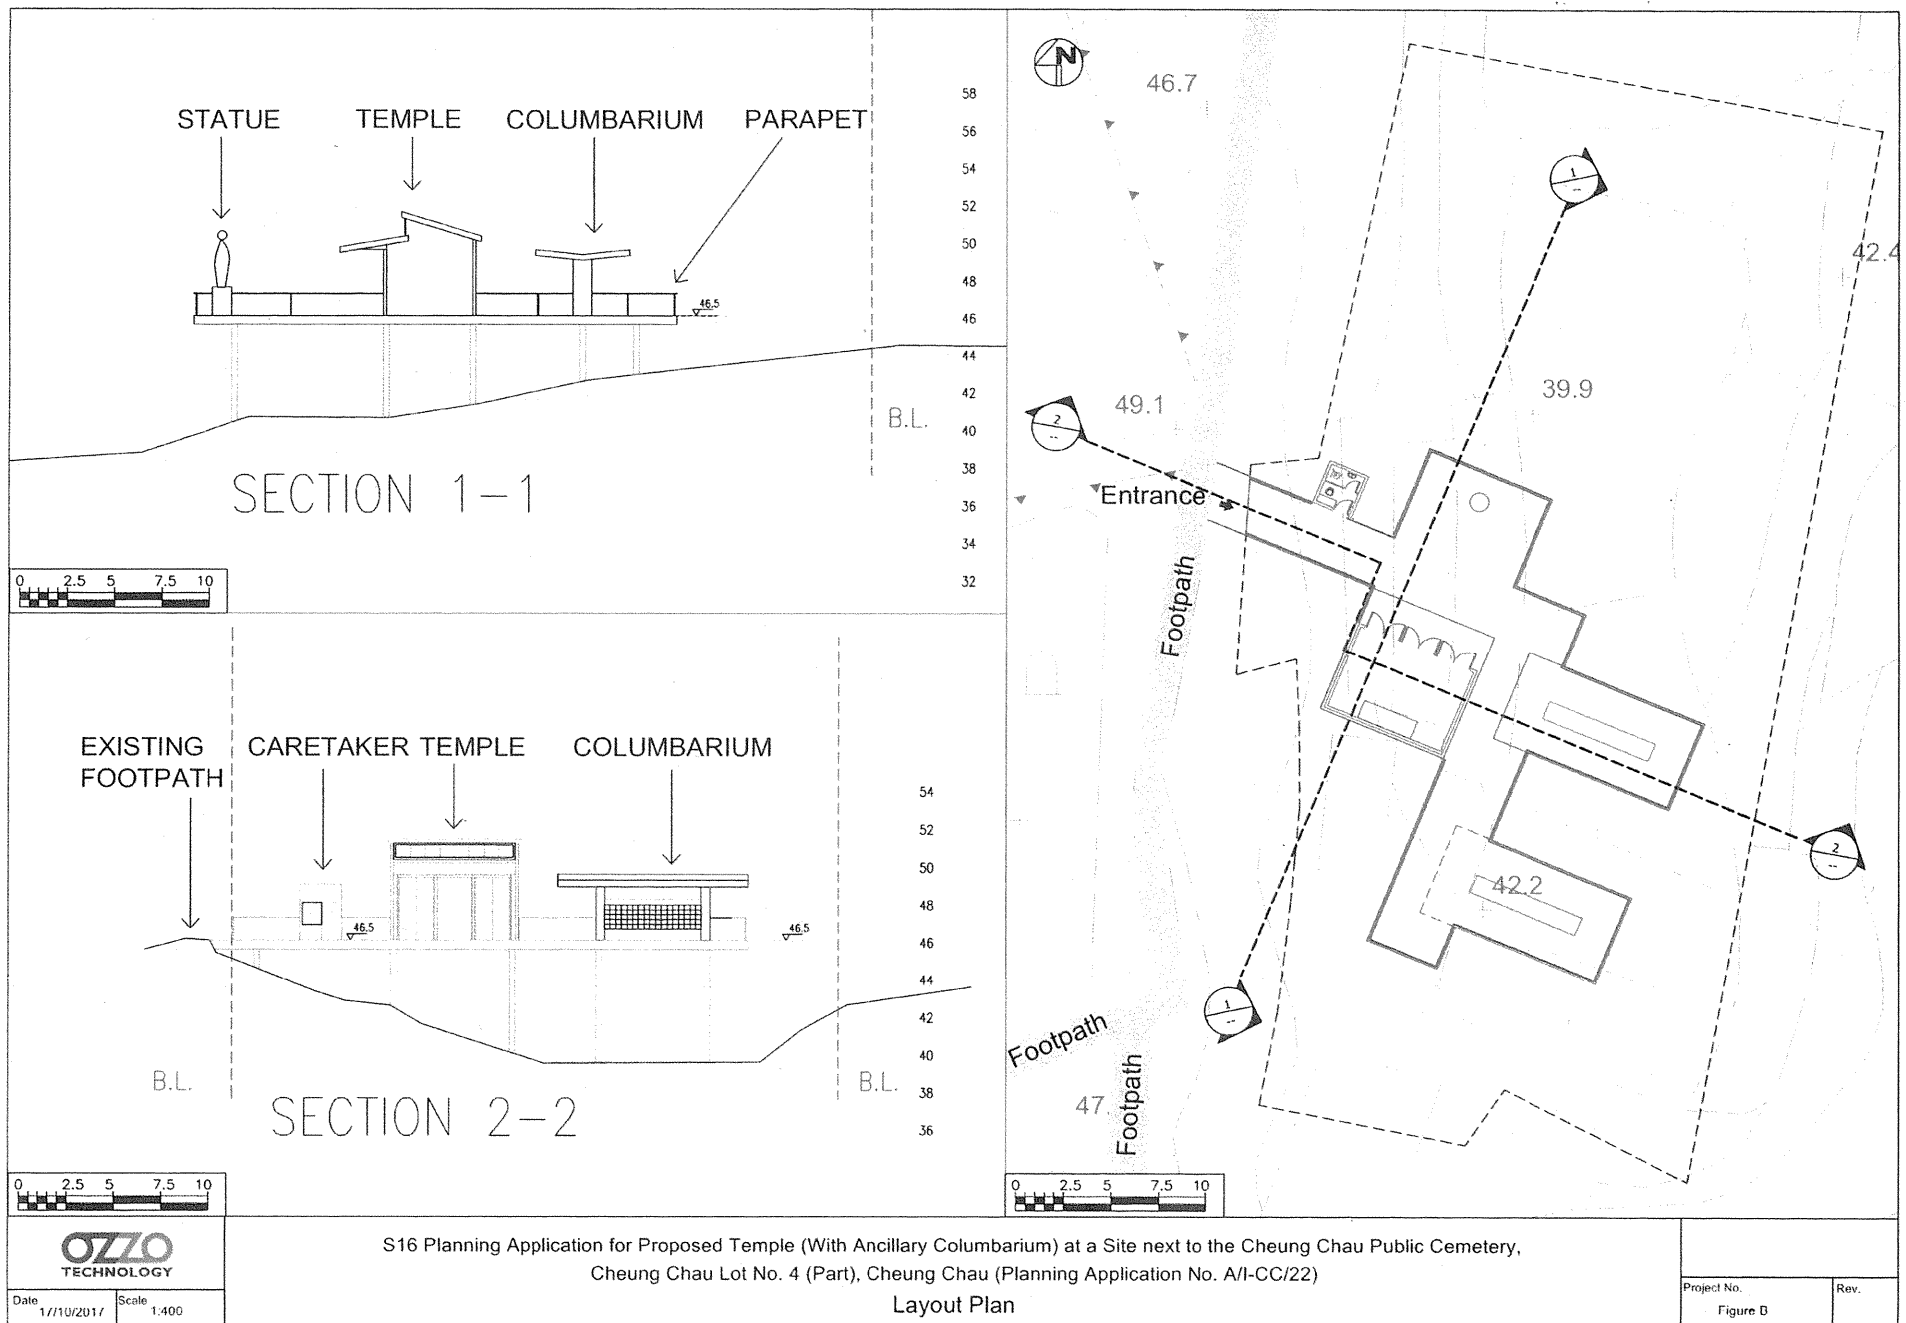 STATUE
TEMPLE
COLUMBARIUM
PARAPET
58
56
54
52
50
48
46
44
42
40
38
36
34
32
46.5
B.L.
SECTION 1-1
0 2.5 5 7.5 10
EXISTING
FOOTPATH
CARETAKER
TEMPLE
COLUMBARIUM
54
52
50
48
46
44
42
40
38
36
46.5
46.5
B.L.
B.L.
SECTION 2-2
0 2.5 5 7.5 10
N
46.7
1
--
42.4
39.9
2
--
49.1
Entrance
Footpath
2
--
42.2
1
--
Footpath
Footpath
47.
0 2.5 5 7.5 10
OZZO
TECHNOLOGY
Date
17/10/2017
Scale
1:400
S16 Planning Application for Proposed Temple (With Ancillary Columbarium) at a Site next to the Cheung Chau Public Cemetery,
Cheung Chau Lot No. 4 (Part), Cheung Chau (Planning Application No. A/I-CC/22)
Layout Plan
Project No.
Figure B
Rev.